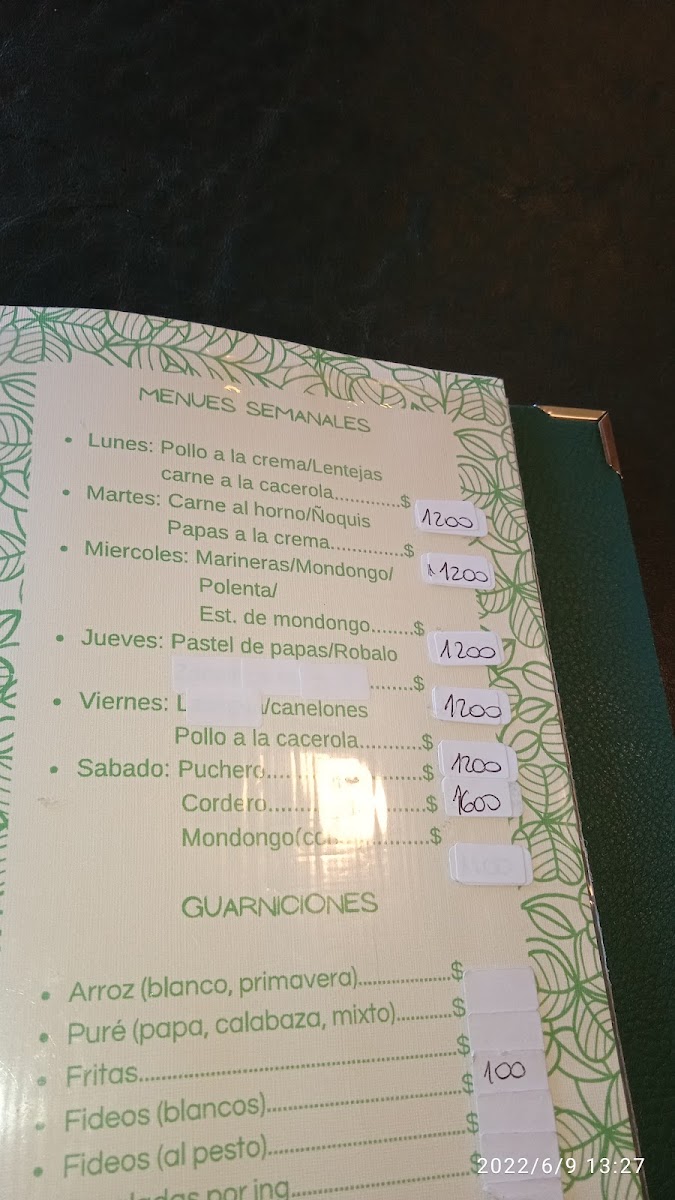 MENUES SEMANALES
• Lunes: Pollo a la crema/Lentejas
carne a la cacerola............$ 1200
• Martes: Carne al horno/Ñoquis
Papas a la crema.............$ 1200
• Miercoles: Marineras/Mondongo/
Polenta/
Est. de mondongo........$ 1200
• Jueves: Pastel de papas/Robalo
.........$ 1200
• Viernes: /canelones
Pollo a la cacerola...........$ 1200
• Sabado: Puchero...........................$ 1600
Cordero...........................$
Mondongo( ................$
GUARNICIONES
• Arroz (blanco, primavera)....................$
• Puré (papa, calabaza, mixto)............$
• Fritas.......................................................$ 100
• Fideos (blancos)..................................$
• Fideos (al pesto)..................................$
por ing............................$
2022/6/9 13:27